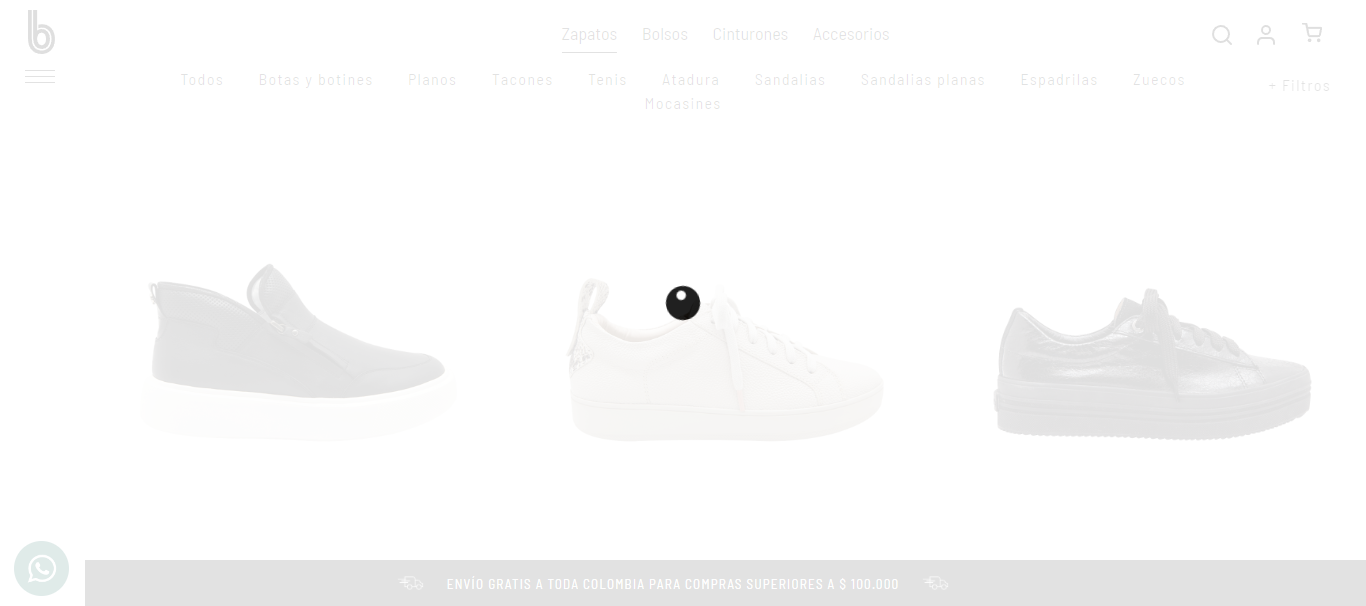 b
Zapatos Bolsos Cinturones Accesorios
Todos Botas y botines Planos Tacones Tenis Atadura Sandalias Sandalias planas Espadrilas Zuecos
Mocasines
+ Filtros
ENVÍO GRATIS A TODA COLOMBIA PARA COMPRAS SUPERIORES A $ 100.000